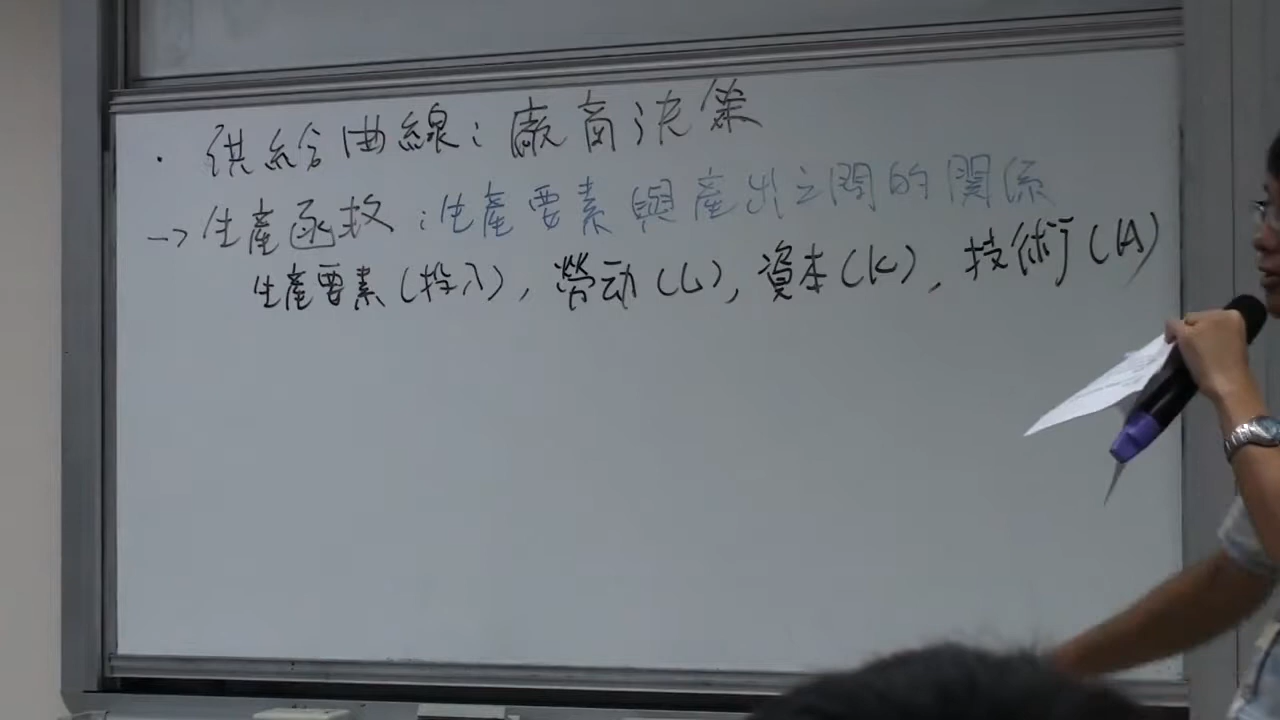 · 供給曲線:廠商決策
→生產函数:生產要素與產出之間的關係
生產要素(投入),勞动(L),資本(K),技術(A)